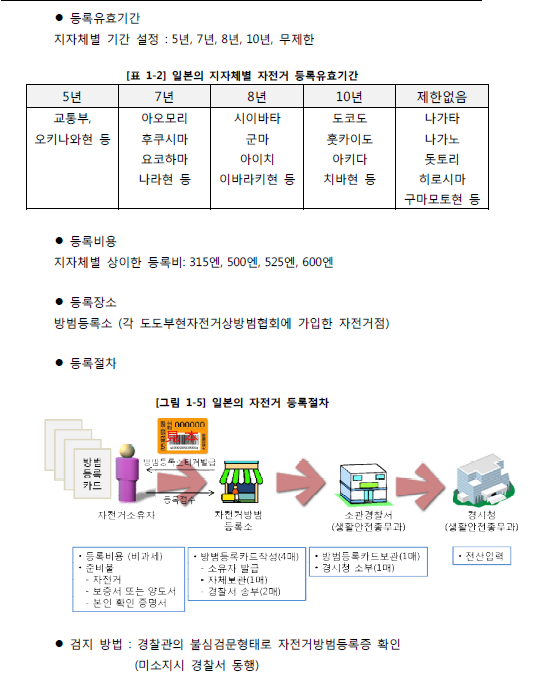 ● 등록유효기간
지자체별 기간 설정 : 5년, 7년, 8년, 10년, 무제한
[표 1-2] 일본의 지자체별 자전거 등록유효기간
5년 7년 8년 10년 제한없음
교통부, 아오모리 시이바타 도코도 나가타
오키나와현 등 후쿠시마 군마 홋카이도 나가노
요코하마 아이치 아키다 돗토리
나라현 등 이바라키현 등 치바현 등 히로시마
구마모토현 등
● 등록비용
지자체별 상이한 등록비: 315엔, 500엔, 525엔, 600엔
● 등록장소
방범등록소 (각 도도부현자전거상방범협회에 가입한 자전거점)
● 등록절차
[그림 1-5] 일본의 자전거 등록절차
000000
見本
방범
등록
카드
방범등록스티커발급
등록접수
자전거소유자
자전거방범
등록소
소관경찰서
(생활안전총무과)
경시청
(생활안전총무과)
• 등록비용 (비과세)
• 준비물
- 자전거
- 보증서 또는 양도서
- 본인 확인 증명서
• 방범등록카드작성(4매)
- 소유자 발급
• 자체보관(1매)
- 경찰서 송부(2매)
• 방범등록카드보관(1매)
• 경시청 소부(1매)
• 전산입력
● 검지 방법 : 경찰관의 불심검문형태로 자전거방범등록증 확인
(미소지시 경찰서 동행)